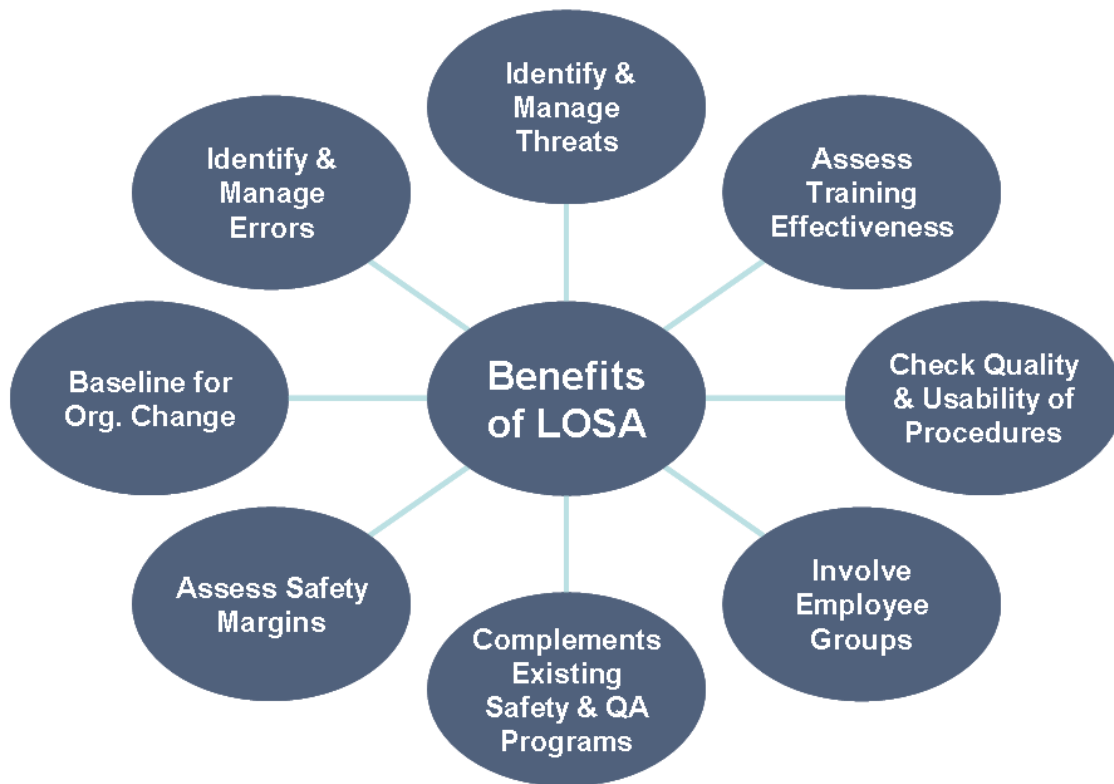 Identify &
Manage
Threats
Assess
Training
Effectiveness
Check Quality
& Usability of
Procedures
Involve
Employee
Groups
Complements
Existing
Safety & QA
Programs
Assess Safety
Margins
Baseline for
Org. Change
Identify &
Manage
Errors
Benefits
of LOSA